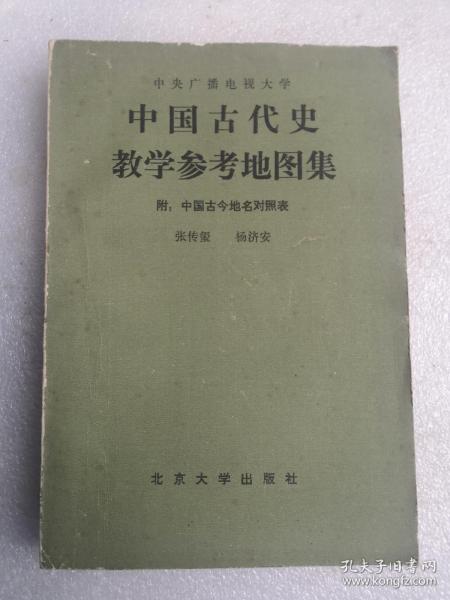 中央广播电视大学
中国古代史
教学参考地图集
附：中国古今地名对照表
张传玺 杨济安
北京大学出版社
孔夫子旧书网
www.kongfz.com